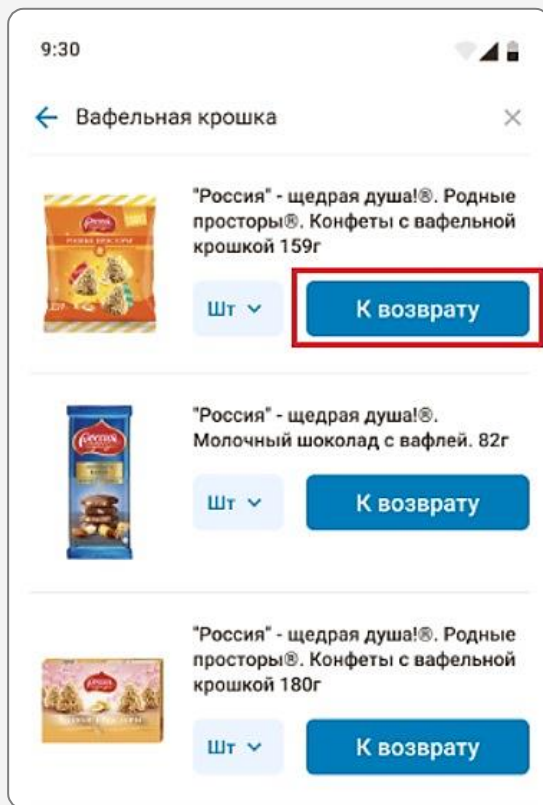 9:30
Вафельная крошка
"Россия" - щедрая душа!®. Родные
просторы®. Конфеты с вафельной
крошкой 159г
Шт
К возврату
"Россия" - щедрая душа!®.
Молочный шоколад с вафлей. 82г
Шт
К возврату
"Россия" - щедрая душа!®. Родные
просторы®. Конфеты с вафельной
крошкой 180г
Шт
К возврату